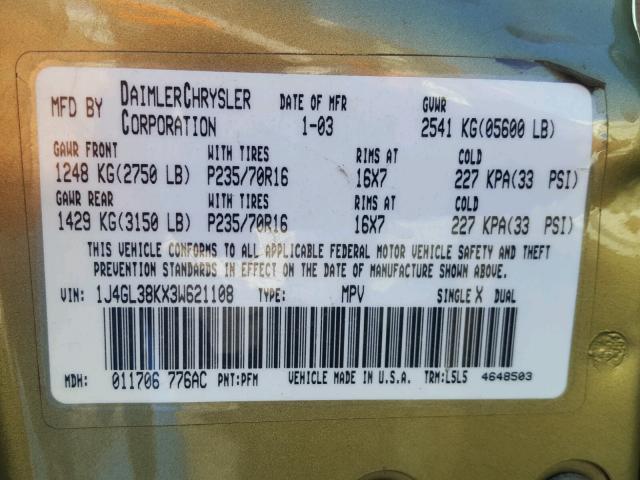 MFD BY DAIMLERCHRYSLER CORPORATION DATE OF MFR 1-03 GVWR 2541 KG(05600 LB)
GAWR FRONT WITH TIRES RIMS AT COLD
1248 KG(2750 LB) P235/70R16 16X7 227 KPA(33 PSI)
GAWR REAR WITH TIRES RIMS AT COLD
1429 KG(3150 LB) P235/70R16 16X7 227 KPA(33 PSI)
THIS VEHICLE CONFORMS TO ALL APPLICABLE FEDERAL MOTOR VEHICLE SAFETY AND THEFT
PREVENTION STANDARDS IN EFFECT ON THE DATE OF MANUFACTURE SHOWN ABOVE.
VIN: 1J4GL38KX3W621108 TYPE: MPV SINGLE X DUAL
MDH: 011706 776AC PNT:PFM VEHICLE MADE IN U.S.A. TRM:L5L5 4648503